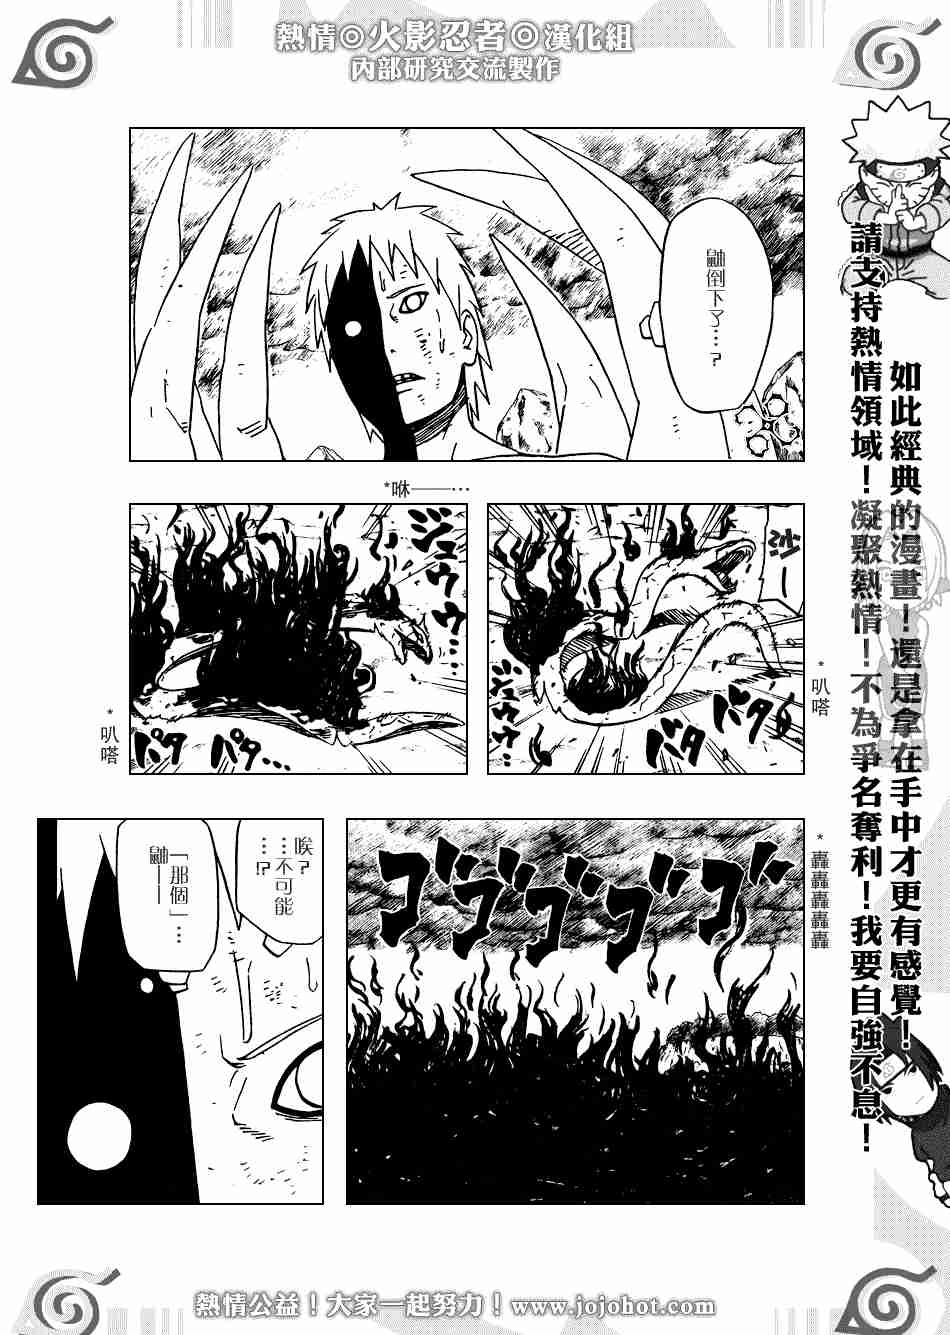 熱情◎火影忍者◎漢化組
內部研究交流製作
鼬倒下了…?
*咻——…
沙—
ジュウウ…
パタ
パタ…
*叭嗒
ジュウウ…
パタ
パタ…
*叭嗒
ゴゴゴゴゴ
*轟轟轟轟轟
唉?
…不可能
…!?
「那個」…
鼬——
如此經典的漫畫!還是拿在手中才更有感覺!
請支持熱情領域!凝聚熱情!不為爭名奪利!我要自強不息!
熱情公益!大家一起努力!www.jojohot.com